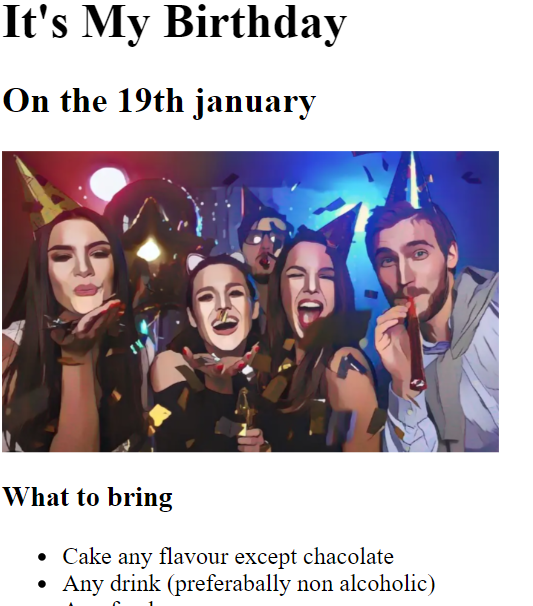 It's My Birthday
On the 19th january
What to bring
Cake any flavour except chacolate
Any drink (preferabally non alcoholic)